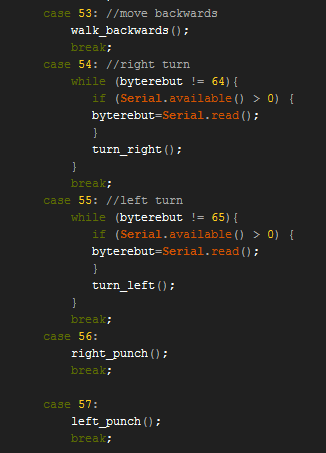 case 53: //move backwards
walk_backwards();
break;
case 54: //right turn
while (byterebut != 64){
if (Serial.available() > 0) {
byterebut=Serial.read();
}
turn_right();
}
break;
case 55: //left turn
while (byterebut != 65){
if (Serial.available() > 0) {
byterebut=Serial.read();
}
turn_left();
}
break;
case 56:
right_punch();
break;
case 57:
left_punch();
break;